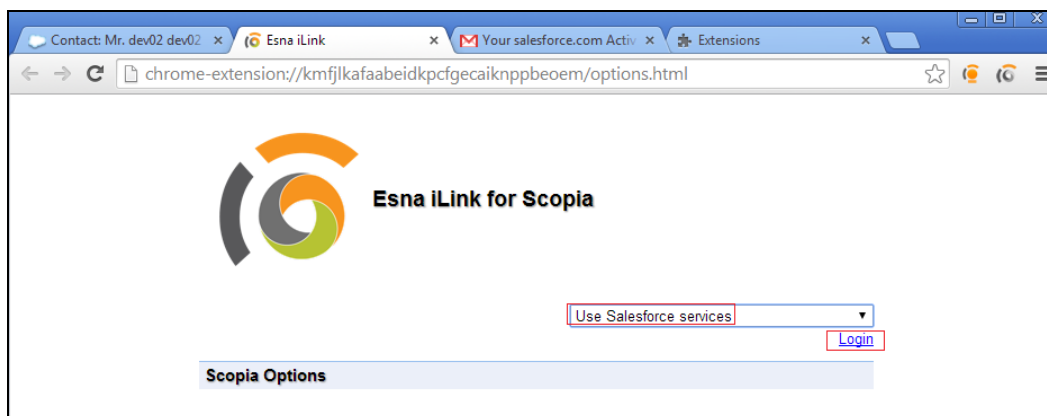 Contact: Mr. dev02 dev02
Esna iLink
Your salesforce.com Activ
Extensions
chrome-extension://kmfjlkafaabeidkpcfgecaiknppbeoem/options.html
Esna iLink for Scopia
Use Salesforce services
Login
Scopia Options